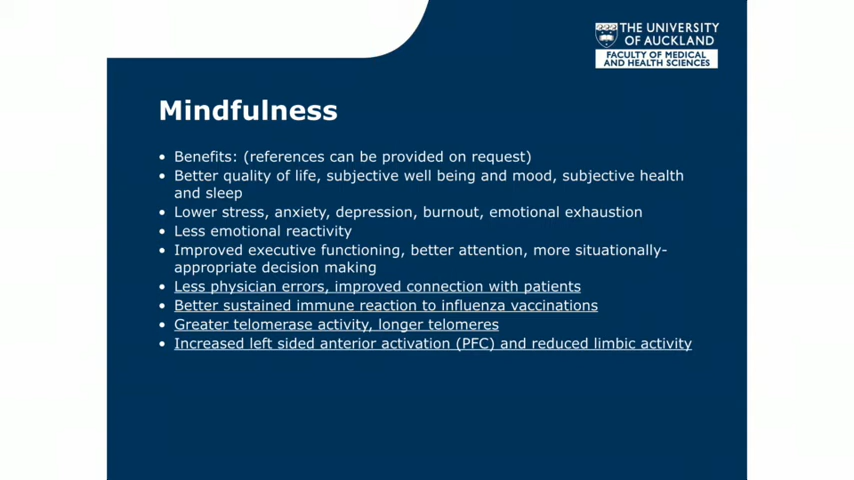 THE UNIVERSITY
OF AUCKLAND
FACULTY OF MEDICAL
AND HEALTH SCIENCES
Mindfulness
• Benefits: (references can be provided on request)
• Better quality of life, subjective well being and mood, subjective health
and sleep
• Lower stress, anxiety, depression, burnout, emotional exhaustion
• Less emotional reactivity
• Improved executive functioning, better attention, more situationally-
appropriate decision making
• Less physician errors, improved connection with patients
• Better sustained immune reaction to influenza vaccinations
• Greater telomerase activity, longer telomeres
• Increased left sided anterior activation (PFC) and reduced limbic activity